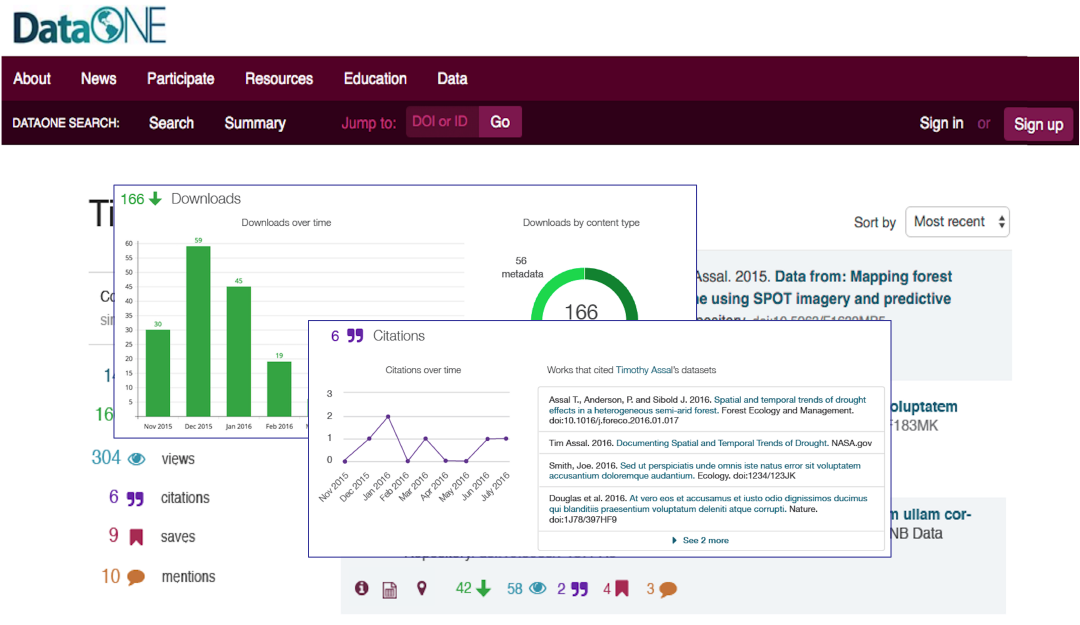 DataONE
About News Participate Resources Education Data
DATAONE SEARCH: Search Summary Jump to: DOI or ID Go Sign in or Sign up
Ti
Sort by Most recent
166 Downloads
Downloads over time
60
55
50
45
40
35
30
25
20
15
10
5
30
59
45
19
Nov 2015 Dec 2015 Jan 2016 Feb 2016
Downloads by content type
56
metadata
166
Assal. 2015. Data from: Mapping forest
using SPOT imagery and predictive
Co
sin
16
6 Citations
Citations over time
3
2
1
0
Nov 2015 Dec 2015 Jan 2016 Feb 2016 Mar 2016 Apr 2016 May 2016 Jun 2016 July 2016
Works that cited Timothy Assal's datasets
Assal T., Anderson, P. and Sibold J. 2016. Spatial and temporal trends of drought
effects in a heterogeneous semi-arid forest. Forest Ecology and Management.
doi:10.1016/j.foreco.2016.01.017
Tim Assal. 2016. Documenting Spatial and Temporal Trends of Drought. NASA.gov
Smith, Joe. 2016. Sed ut perspiciatis unde omnis iste natus error sit voluptatem
accusantium doloremque audantium. Ecology. doi:1234/123JK
Douglas et al. 2016. At vero eos et accusamus et iusto odio dignissimos ducimus
qui blanditiis praesentium voluptatum deleniti atque corrupti. Nature.
doi:1J78/397HF9
See 2 more
oluptatem
F183MK
m ullam cor-
NB Data
304 views
6 citations
9 saves
10 mentions
42 58 2 4 3